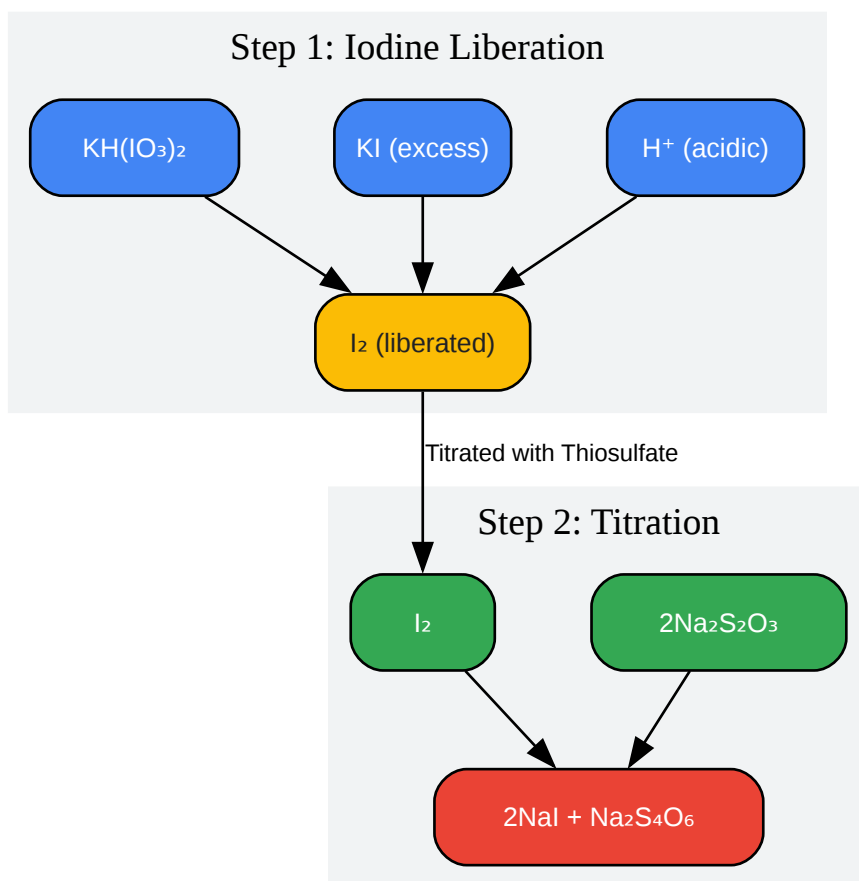 Step 1: Iodine Liberation
KH(IO₃)₂
KI (excess)
H⁺ (acidic)
I₂ (liberated)
Titrated with Thiosulfate
Step 2: Titration
I₂
2Na₂S₂O₃
2NaI + Na₂S₄O₆